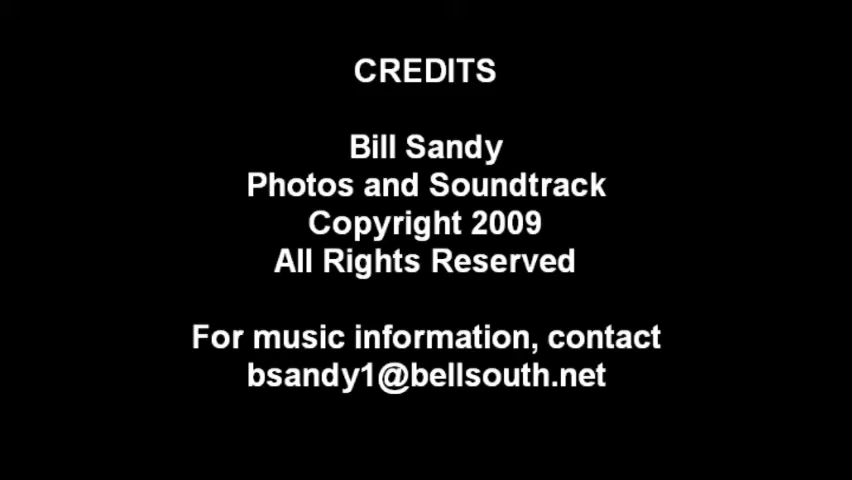 CREDITS
Bill Sandy
Photos and Soundtrack
Copyright 2009
All Rights Reserved
For music information, contact
bsandy1@bellsouth.net